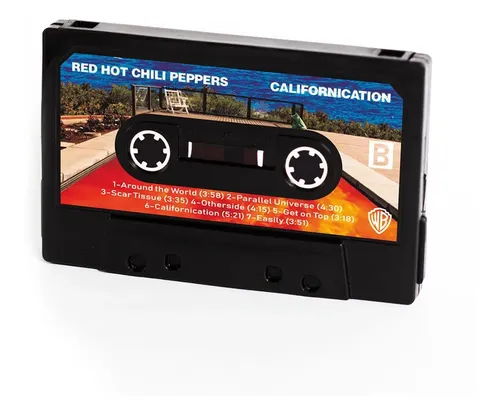 RED HOT CHILI PEPPERS
CALIFORNICATION
B
1-Around the World (3:58) 2-Parallel Universe (4:30)
3-Scar Tissue (3:35) 4-Otherside (4:15) 5-Get on Top (3:18)
6-Californication (5:21) 7-Easily (3:51)
WB